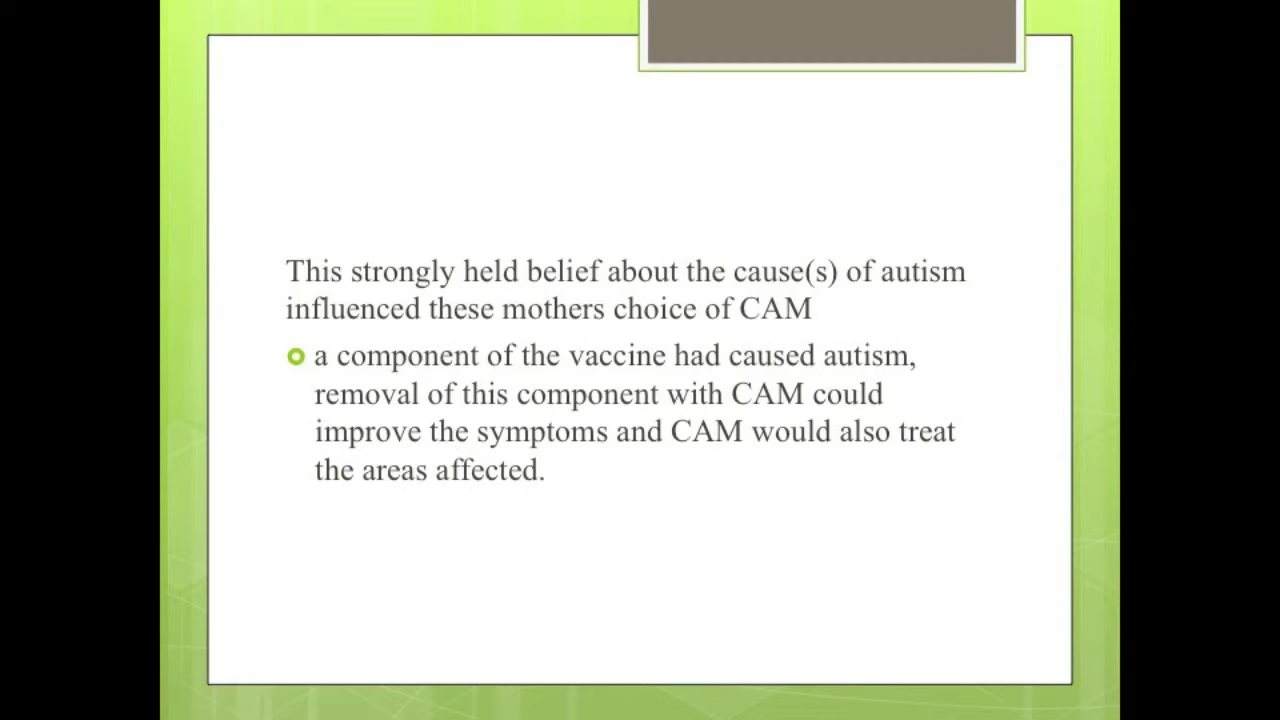 This strongly held belief about the cause(s) of autism
influenced these mothers choice of CAM
a component of the vaccine had caused autism,
removal of this component with CAM could
improve the symptoms and CAM would also treat
the areas affected.